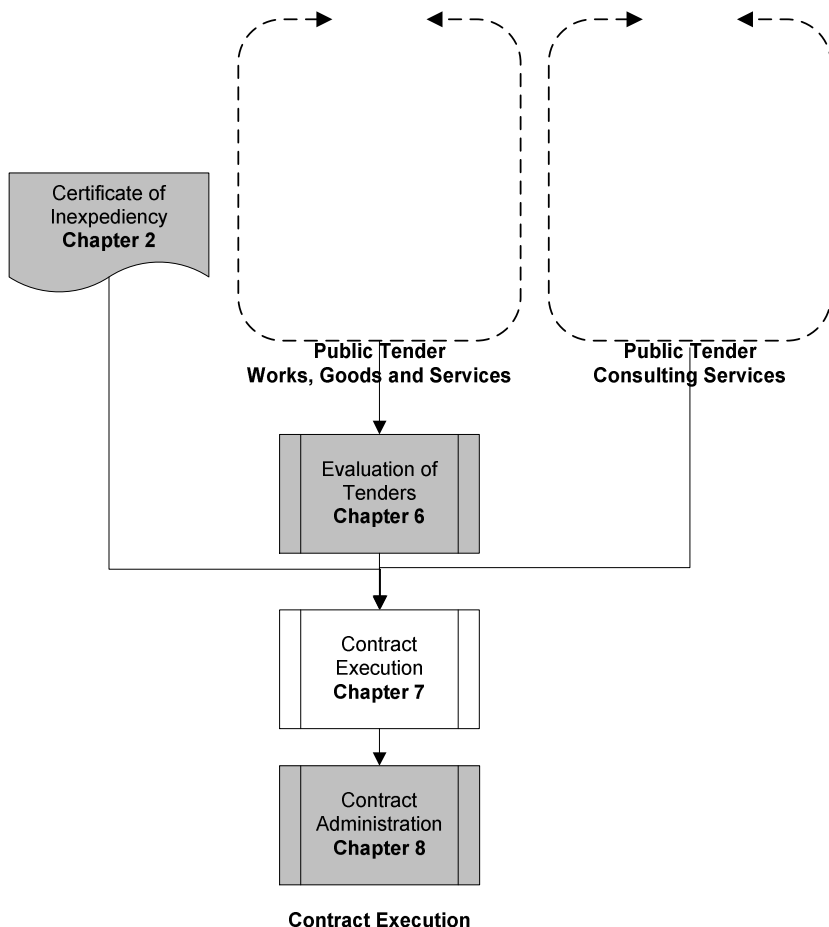 Certificate of
Inexpediency
Chapter 2
Public Tender
Works, Goods and Services
Public Tender
Consulting Services
Evaluation of
Tenders
Chapter 6
Contract
Execution
Chapter 7
Contract
Administration
Chapter 8
Contract Execution